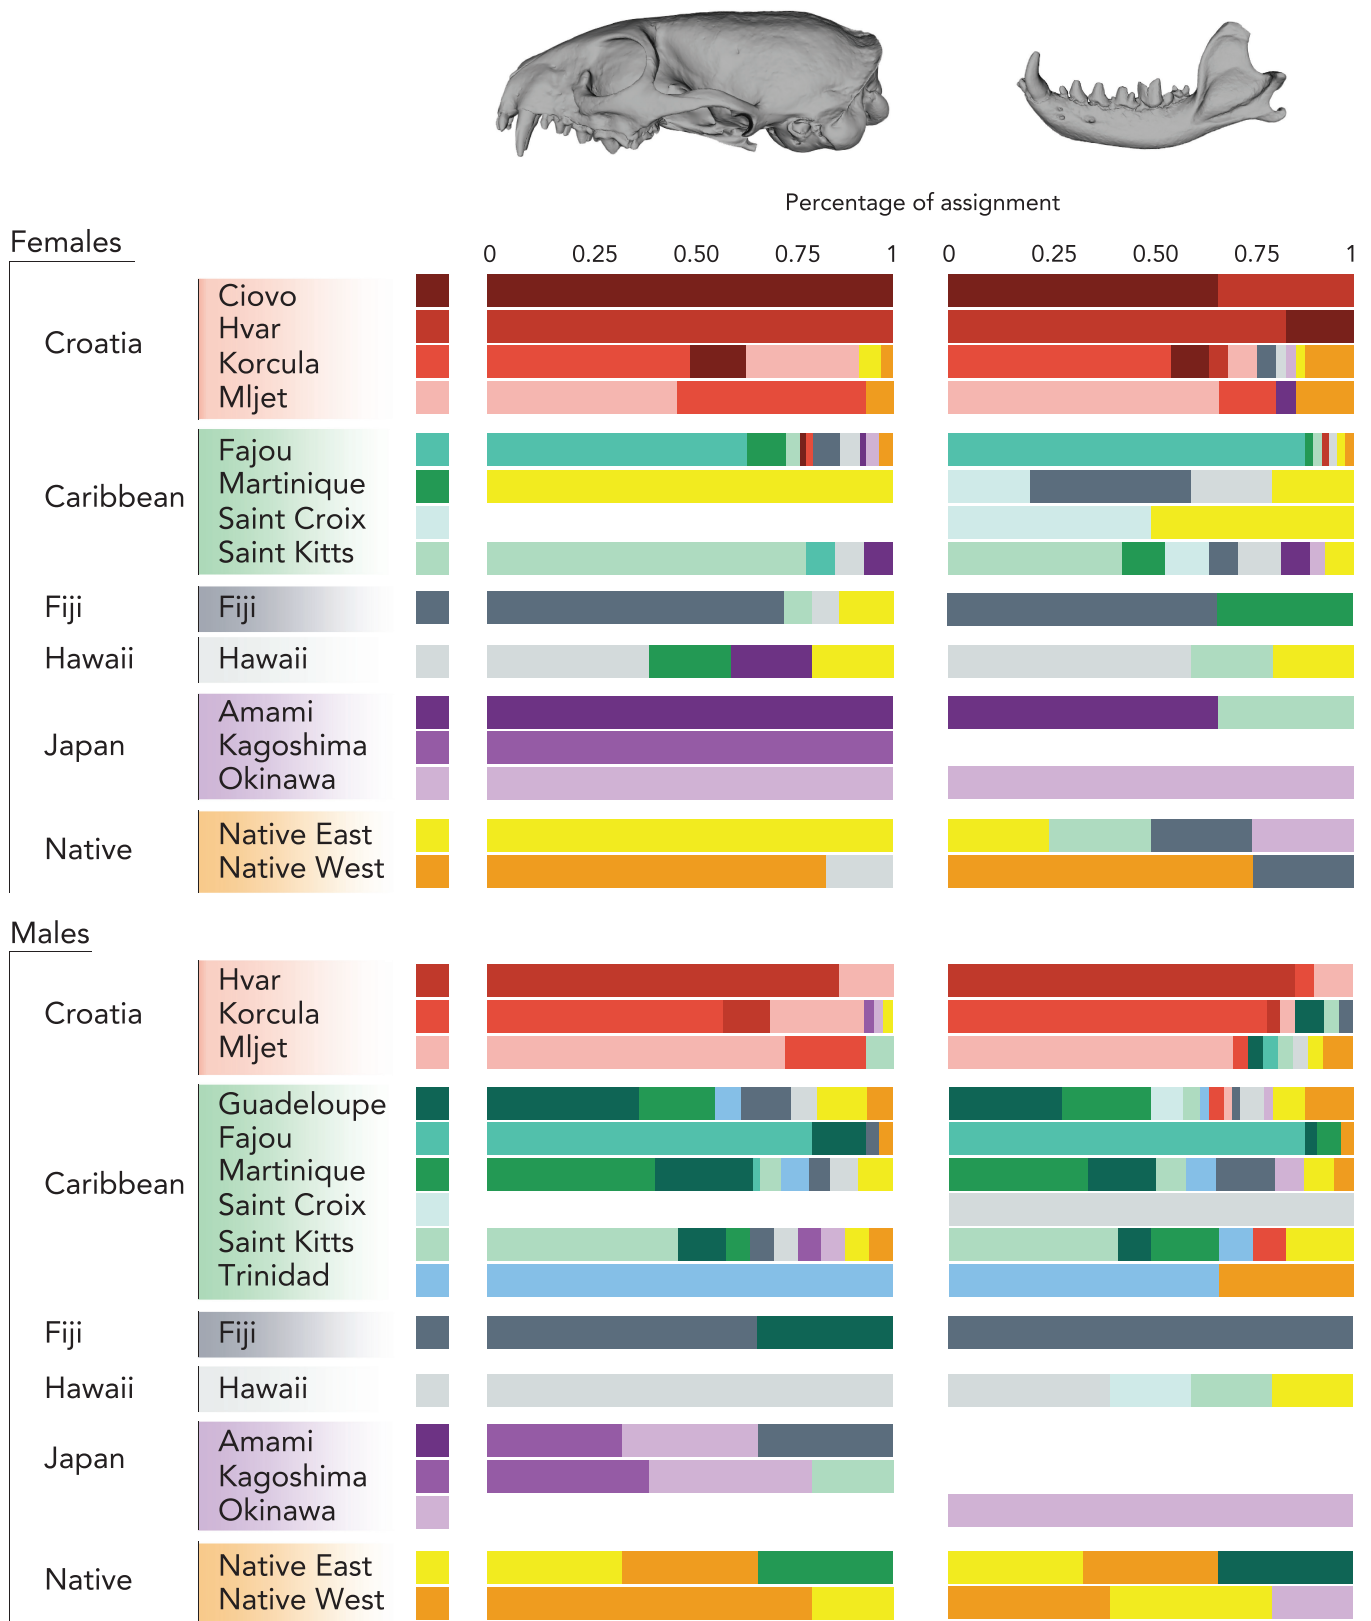 Percentage of assignment
Females
0 0.25 0.50 0.75 1 0 0.25 0.50 0.75 1
Croatia
Ciovo
Hvar
Korcula
Mljet
Caribbean
Fajou
Martinique
Saint Croix
Saint Kitts
Fiji Fiji
Hawaii Hawaii
Japan
Amami
Kagoshima
Okinawa
Native
Native East
Native West
Males
Croatia
Hvar
Korcula
Mljet
Caribbean
Guadeloupe
Fajou
Martinique
Saint Croix
Saint Kitts
Trinidad
Fiji Fiji
Hawaii Hawaii
Japan
Amami
Kagoshima
Okinawa
Native
Native East
Native West